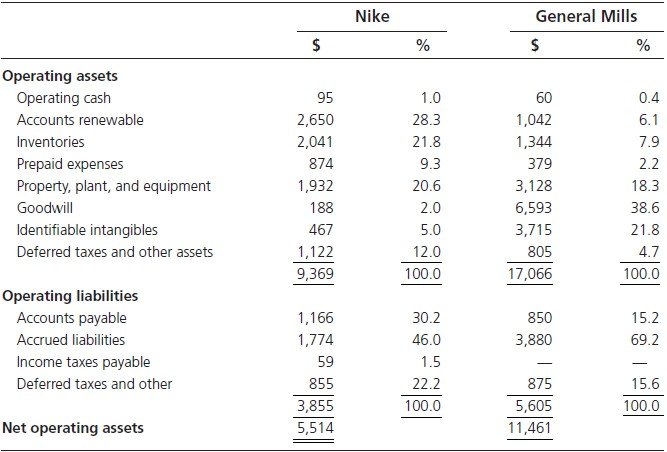 Nike General Mills
$ % $ %
Operating assets
Operating cash 95 1.0 60 0.4
Accounts renewable 2,650 28.3 1,042 6.1
Inventories 2,041 21.8 1,344 7.9
Prepaid expenses 874 9.3 379 2.2
Property, plant, and equipment 1,932 20.6 3,128 18.3
Goodwill 188 2.0 6,593 38.6
Identifiable intangibles 467 5.0 3,715 21.8
Deferred taxes and other assets 1,122 12.0 805 4.7
9,369 100.0 17,066 100.0
Operating liabilities
Accounts payable 1,166 30.2 850 15.2
Accrued liabilities 1,774 46.0 3,880 69.2
Income taxes payable 59 1.5 — —
Deferred taxes and other 855 22.2 875 15.6
3,855 100.0 5,605 100.0
Net operating assets 5,514 11,461